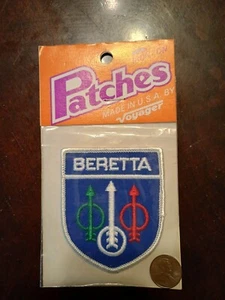 Patches
MADE IN U.S.A. BY
Voyager
BERETTA